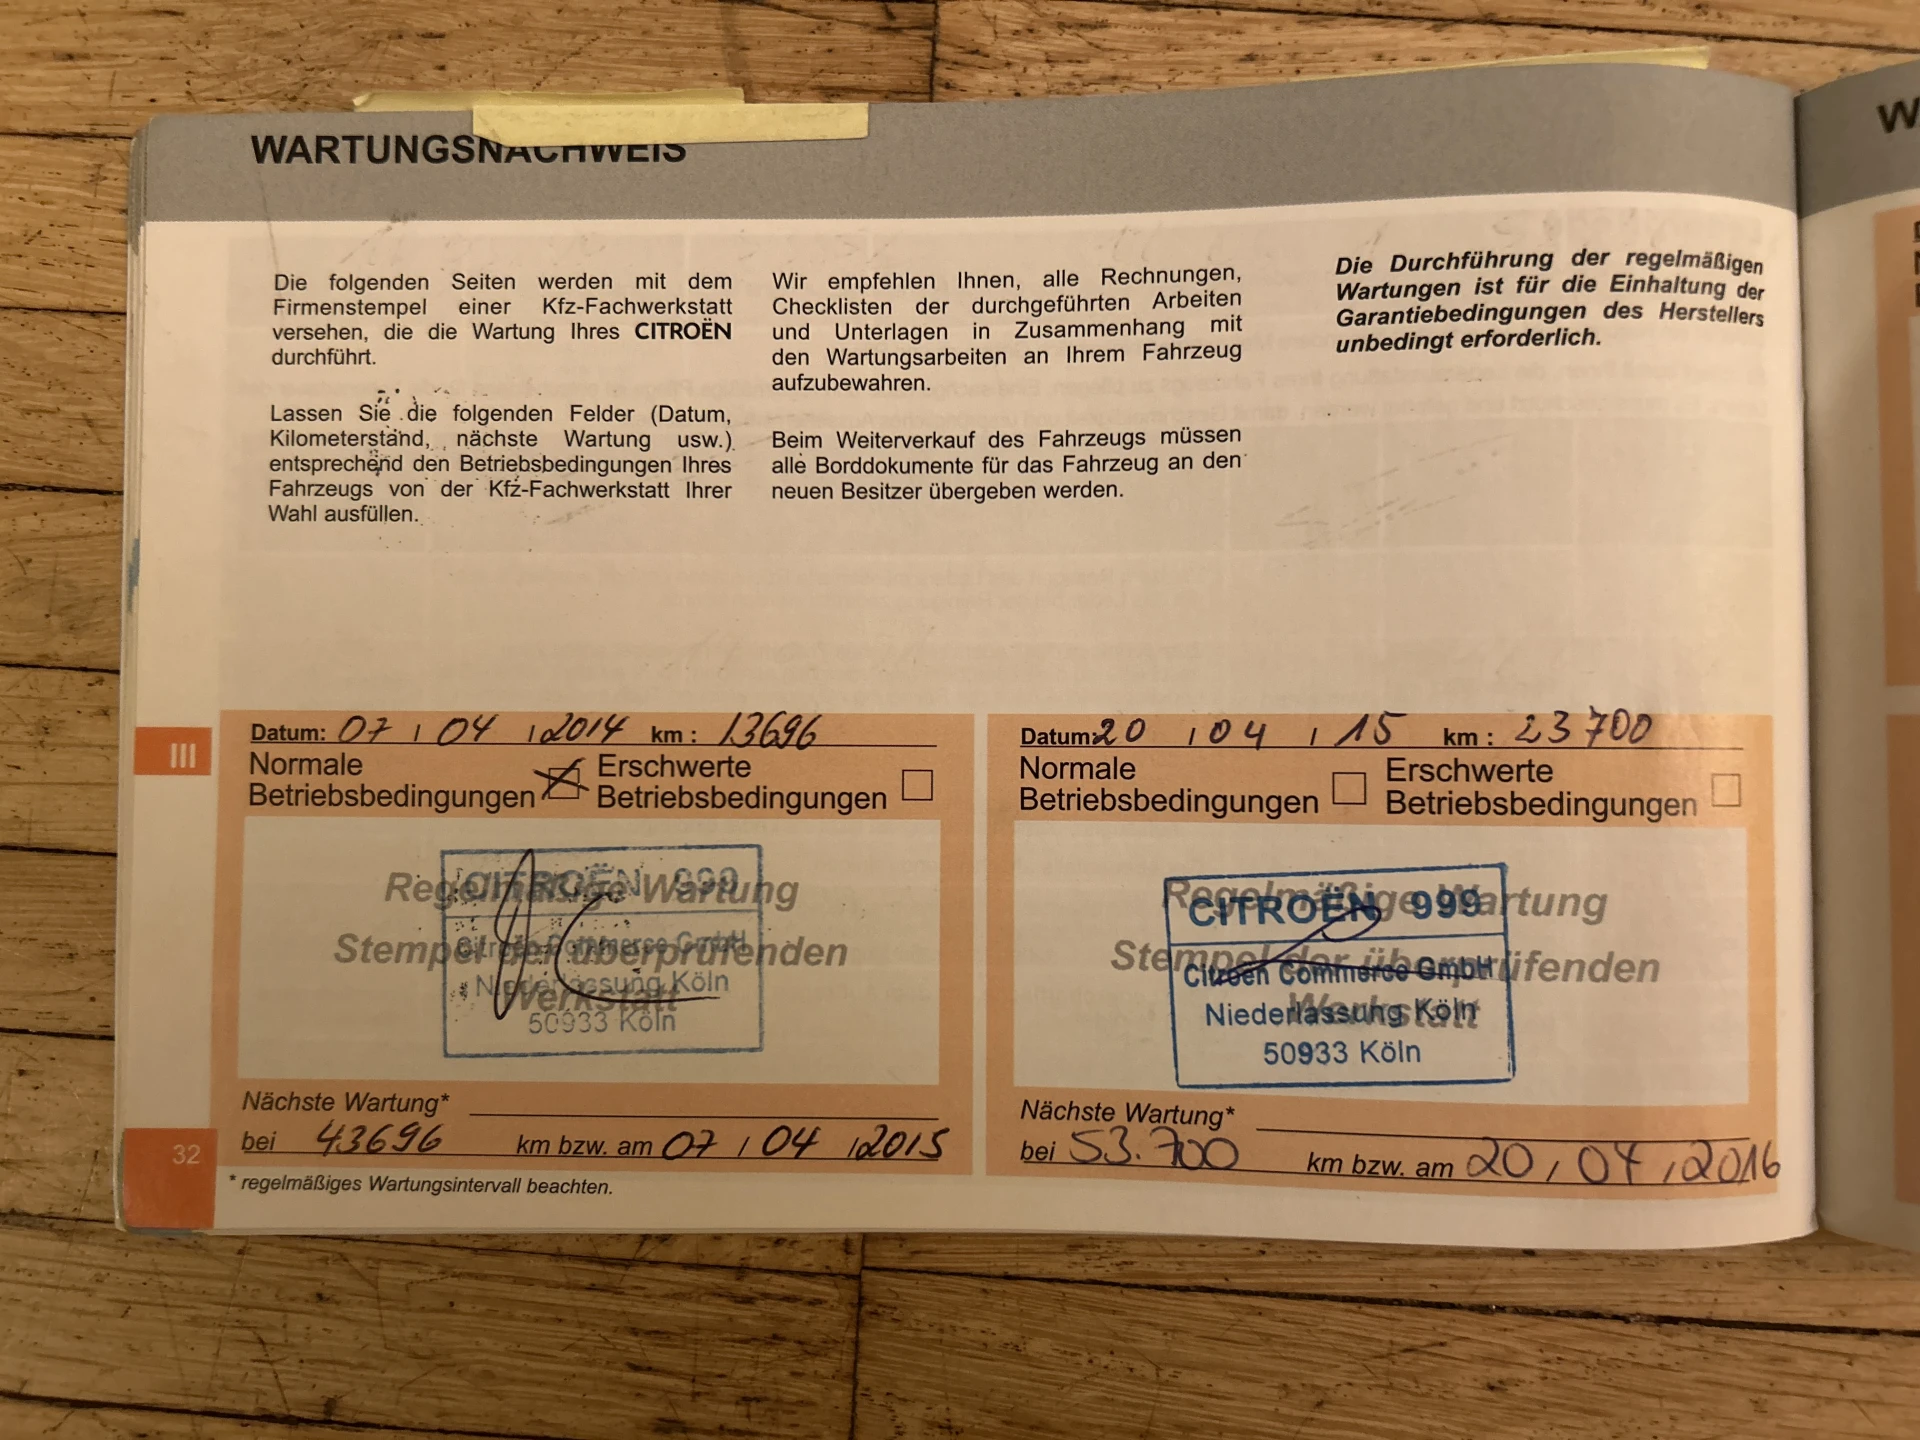 WARTUNGSNACHWEIS
W
Die folgenden Seiten werden mit dem
Firmenstempel einer Kfz-Fachwerkstatt
versehen, die die Wartung Ihres CITROËN
durchführt.
Lassen Sie die folgenden Felder (Datum,
Kilometerstand, nächste Wartung usw.)
entsprechend den Betriebsbedingungen Ihres
Fahrzeugs von der Kfz-Fachwerkstatt Ihrer
Wahl ausfüllen.
Wir empfehlen Ihnen, alle Rechnungen,
Checklisten der durchgeführten Arbeiten
und Unterlagen in Zusammenhang mit
den Wartungsarbeiten an Ihrem Fahrzeug
aufzubewahren.
Beim Weiterverkauf des Fahrzeugs müssen
alle Borddokumente für das Fahrzeug an den
neuen Besitzer übergeben werden.
Die Durchführung der regelmäßigen
Wartungen ist für die Einhaltung der
Garantiebedingungen des Herstellers
unbedingt erforderlich.
III
Datum: 07 / 04 / 2014 km : 13696
Normale
Betriebsbedingungen
Erschwerte
Betriebsbedingungen
Regelmäßige Wartung
Stempel der überprüfenden
Werkstatt
CITROËN 999
Citroën Commerce GmbH
Niederlassung Köln
50933 Köln
Nächste Wartung*
bei 43696 km bzw. am 07 / 04 / 2015
Datum: 20 / 04 / 15 km : 23700
Normale
Betriebsbedingungen
Erschwerte
Betriebsbedingungen
Regelmäßige Wartung
Stempel der überprüfenden
Werkstatt
CITROËN 999
Citroën Commerce GmbH
Niederlassung Köln
50933 Köln
Nächste Wartung*
bei 53.700 km bzw. am 20 / 04 / 2016
32
* regelmäßiges Wartungsintervall beachten.